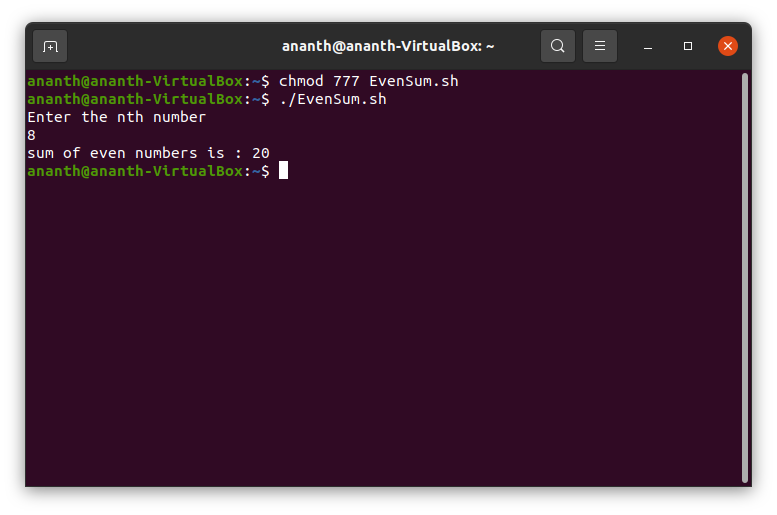 ananth@ananth-VirtualBox: ~
ananth@ananth-VirtualBox:~$ chmod 777 EvenSum.sh
ananth@ananth-VirtualBox:~$ ./EvenSum.sh
Enter the nth number
8
sum of even numbers is : 20
ananth@ananth-VirtualBox:~$